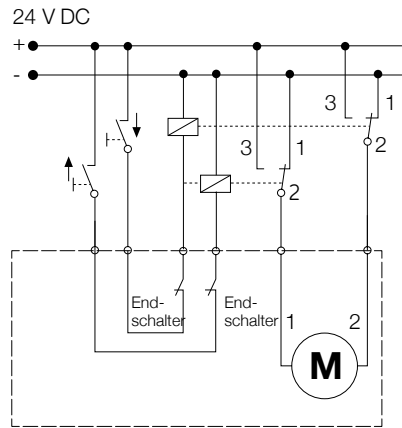 24 V DC
+
-
3 1
2
3 1
2
End-
schalter
End-
schalter
1 2
M